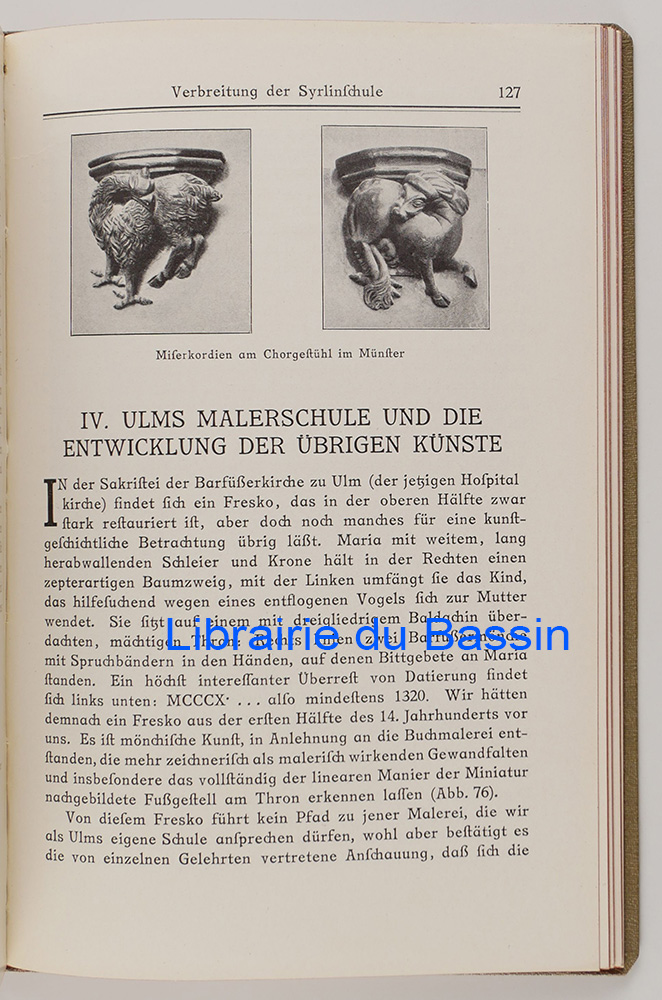 Verbreitung der Syrlinſchule 127
Miſerkordien am Chorgeſtühl im Münſter
IV. ULMS MALERSCHULE UND DIE
ENTWICKLUNG DER ÜBRIGEN KÜNSTE
IN der Sakriſtei der Barfüßerkirche zu Ulm (der jetzigen Hoſpital
kirche) findet ſich ein Fresko, das in der oberen Hälfte zwar
ſtark reſtauriert iſt, aber doch noch manches für eine kunſt-
geſchichtliche Betrachtung übrig läßt. Maria mit weitem, lang
herabwallenden Schleier und Krone hält in der Rechten einen
zepterartigen Baumzweig, mit der Linken umfängt ſie das Kind,
das hilfeſuchend wegen eines entflogenen Vogels ſich zur Mutter
wendet. Sie ſitzt auf einem mit dreigliedrigem Baldachin über-
dachten, mächtigen Thron. Rechts zwei Barfüßermönche
Librairie du Bassin
mit Spruchbändern in den Händen, auf denen Bittgebete an Maria
ſtanden. Ein höchſt intereſſanter Überreſt von Datierung findet
ſich links unten: MCCCX· ... alſo mindeſtens 1320. Wir hätten
demnach ein Fresko aus der erſten Hälfte des 14. Jahrhunderts vor
uns. Es iſt mönchiſche Kunſt, in Anlehnung an die Buchmalerei ent-
ſtanden, die mehr zeichneriſch als maleriſch wirkenden Gewandfalten
und insbeſondere das vollſtändig der linearen Manier der Miniatur
nachgebildete Fußgeſtell am Thron erkennen laſſen (Abb. 76).
Von dieſem Fresko führt kein Pfad zu jener Malerei, die wir
als Ulms eigene Schule anſprechen dürfen, wohl aber beſtätigt es
die von einzelnen Gelehrten vertretene Anſchauung, daß ſich die